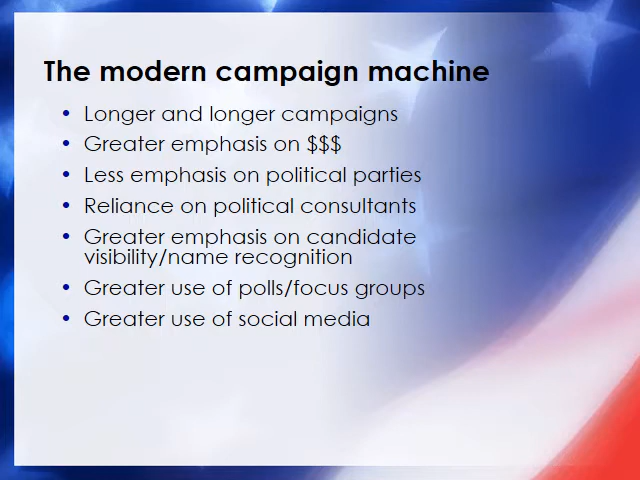 The modern campaign machine
• Longer and longer campaigns
• Greater emphasis on $$$
• Less emphasis on political parties
• Reliance on political consultants
• Greater emphasis on candidate
visibility/name recognition
• Greater use of polls/focus groups
• Greater use of social media